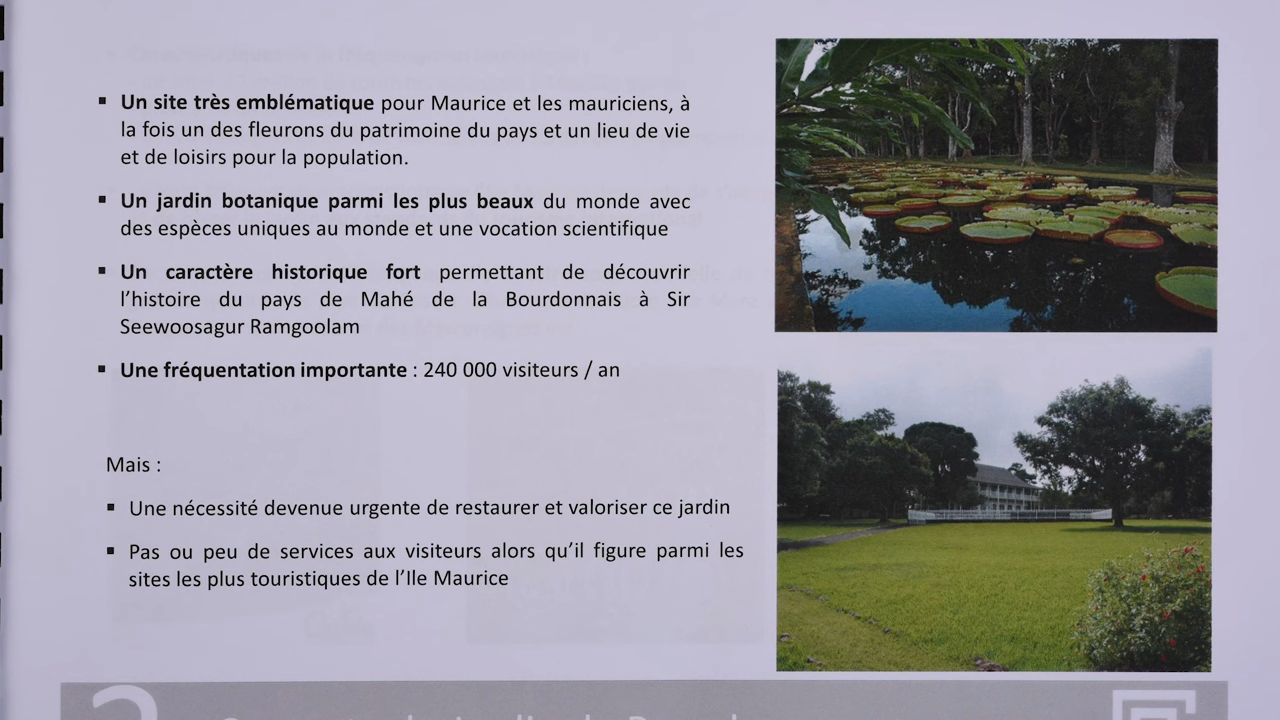 ▪ Un site très emblématique pour Maurice et les mauriciens, à
la fois un des fleurons du patrimoine du pays et un lieu de vie
et de loisirs pour la population.
▪ Un jardin botanique parmi les plus beaux du monde avec
des espèces uniques au monde et une vocation scientifique
▪ Un caractère historique fort permettant de découvrir
l’histoire du pays de Mahé de la Bourdonnais à Sir
Seewoosagur Ramgoolam
▪ Une fréquentation importante : 240 000 visiteurs / an
Mais :
▪ Une nécessité devenue urgente de restaurer et valoriser ce jardin
▪ Pas ou peu de services aux visiteurs alors qu’il figure parmi les
sites les plus touristiques de l’Ile Maurice